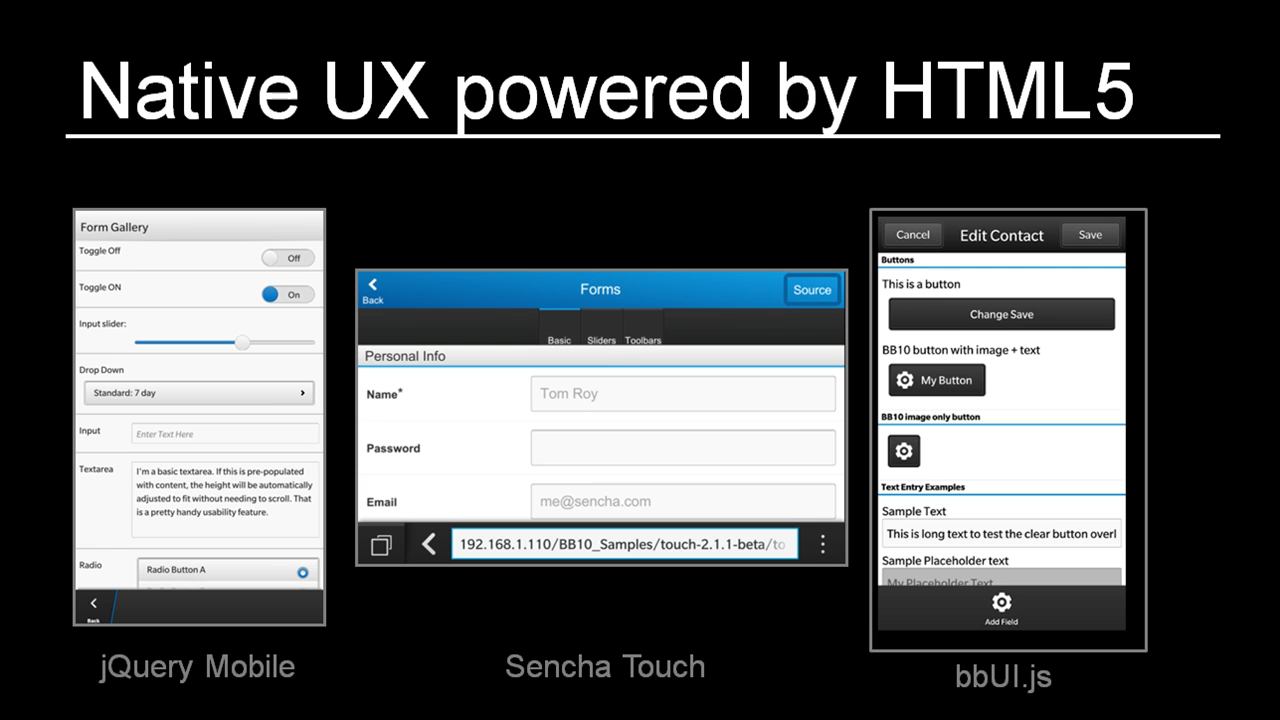 Native UX powered by HTML5
Form Gallery
Toggle Off
Off
Toggle ON
On
Input slider:
Drop Down
Standard: 7 day
Input
Enter Text Here
Textarea
I'm a basic textarea. If this is pre-populated
with content, the height will be automatically
adjusted to fit without needing to scroll. That
is a pretty handy usability feature.
Radio
Radio Button A
Back
jQuery Mobile
Back
Forms
Source
Basic
Sliders
Toolbars
Personal Info
Name*
Tom Roy
Password
Email
me@sencha.com
192.168.1.110/BB10_Samples/touch-2.1.1-beta/to
Sencha Touch
Cancel
Edit Contact
Save
Buttons
This is a button
Change Save
BB10 button with image + text
My Button
BB10 image only button
Text Entry Examples
Sample Text
This is long text to test the clear button overl
Sample Placeholder text
My Placeholder Text
Add Field
bbUI.js